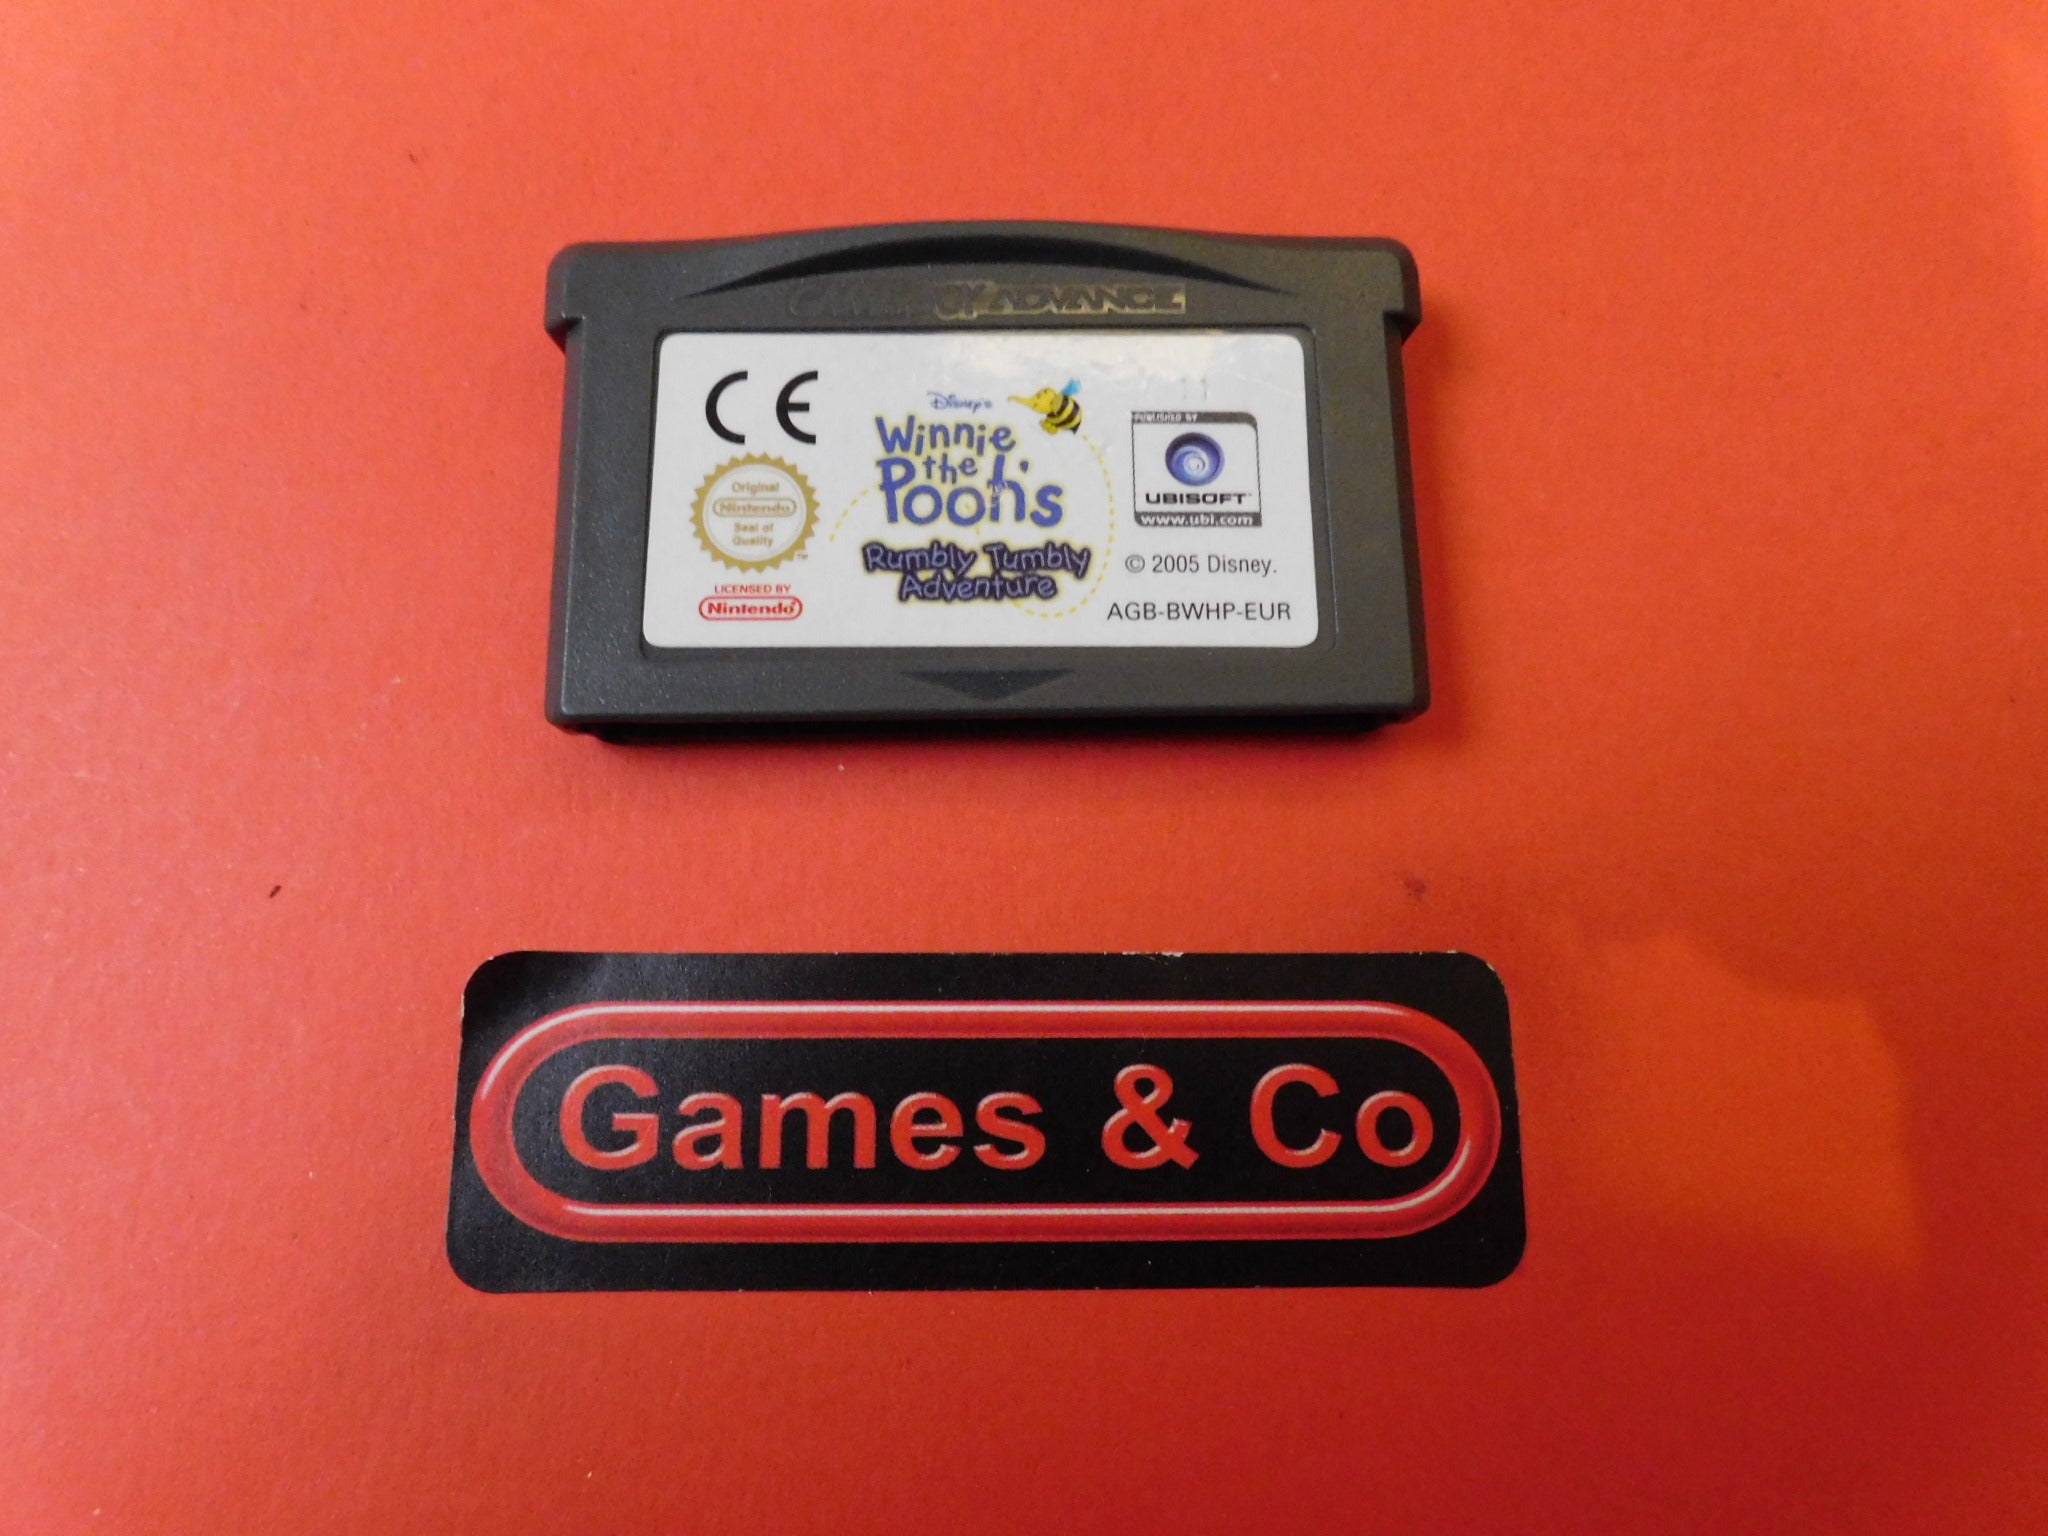 GAME BOY ADVANCE
CE
Original
Nintendo
Seal of
Quality
TM
LICENSED BY
Nintendo
Disney's
Winnie
the
Pooh's
Rumbly Tumbly
Adventure
PUBLISHED BY
UBISOFT
www.ubi.com
© 2005 Disney.
AGB-BWHP-EUR
Games & Co